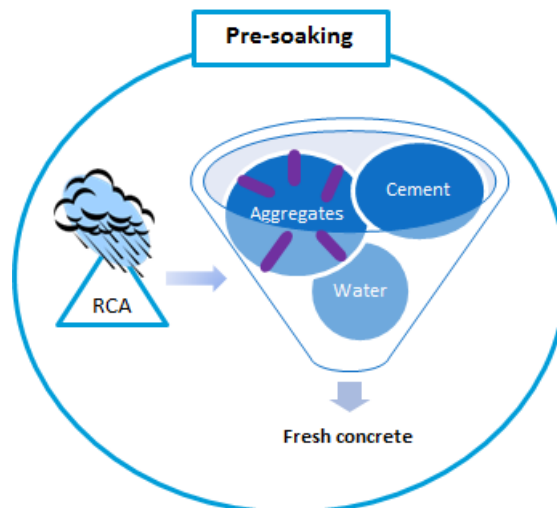 Pre-soaking
Aggregates
Cement
Water
RCA
Fresh concrete